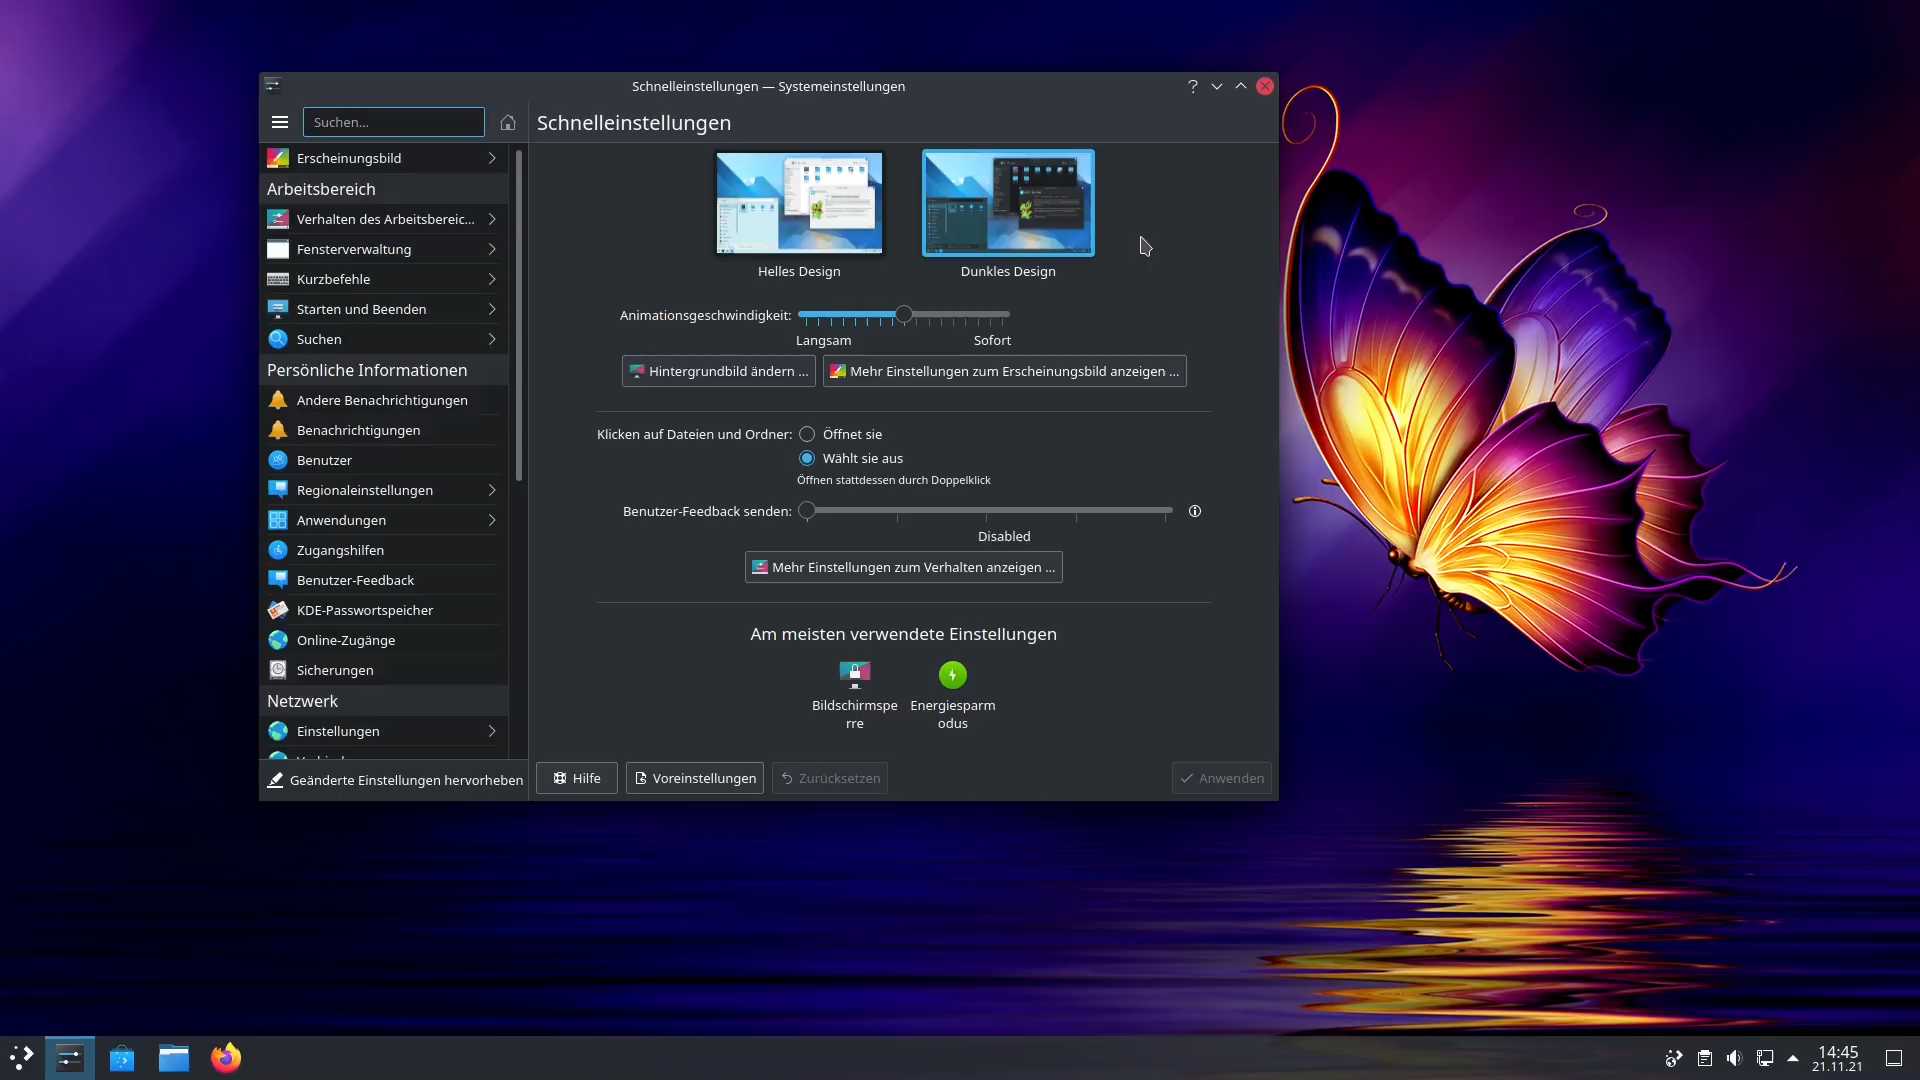 Schnelleinstellungen — Systemeinstellungen
Suchen...
Schnelleinstellungen
Erscheinungsbild
Arbeitsbereich
Verhalten des Arbeitsbereic...
Fensterverwaltung
Kurzbefehle
Starten und Beenden
Suchen
Persönliche Informationen
Andere Benachrichtigungen
Benachrichtigungen
Benutzer
Regionaleinstellungen
Anwendungen
Zugangshilfen
Benutzer-Feedback
KDE-Passwortspeicher
Online-Zugänge
Sicherungen
Netzwerk
Einstellungen
Geänderte Einstellungen hervorheben
Helles Design
Dunkles Design
Animationsgeschwindigkeit:
Langsam
Sofort
Hintergrundbild ändern ...
Mehr Einstellungen zum Erscheinungsbild anzeigen ...
Klicken auf Dateien und Ordner:
Öffnet sie
Wählt sie aus
Öffnen stattdessen durch Doppelklick
Benutzer-Feedback senden:
Disabled
Mehr Einstellungen zum Verhalten anzeigen ...
Am meisten verwendete Einstellungen
Bildschirmspe
rre
Energiesparm
odus
Hilfe
Voreinstellungen
Zurücksetzen
Anwenden
14:45
21.11.21